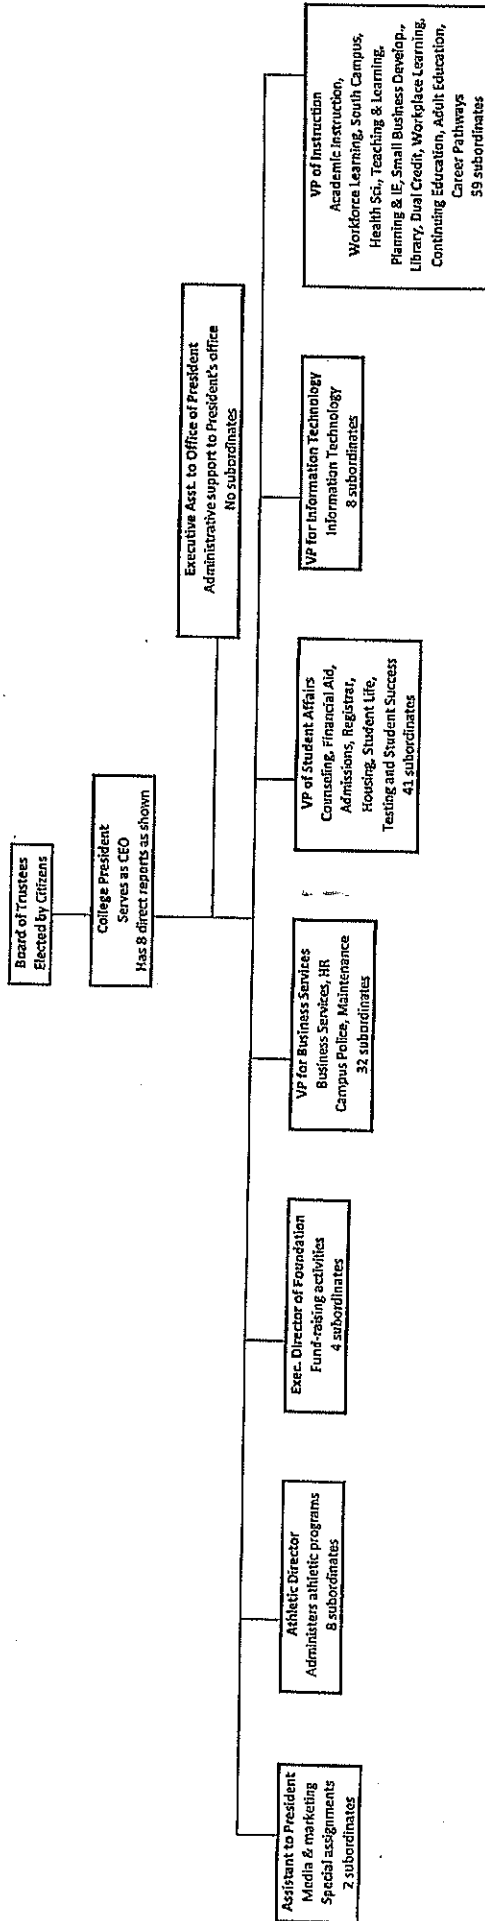 Board of Trustees
Elected by Citizens
College President
Serves as CEO
Has 8 direct reports as shown
Executive Asst. to Office of President
Administrative support to President's office
No subordinates
Assistant to President
Media & marketing
Special assignments
2 subordinates
Athletic Director
Administers athletic programs
8 subordinates
Exec. Director of Foundation
Fund-raising activities
4 subordinates
VP for Business Services
Business Services, HR
Campus Police, Maintenance
32 subordinates
VP of Student Affairs
Counseling, Financial Aid,
Admissions, Registrar,
Housing, Student Life,
Testing and Student Success
41 subordinates
VP for Information Technology
Information Technology
8 subordinates
VP of Instruction
Academic Instruction,
Workforce Learning, South Campus,
Health Sci., Teaching & Learning,
Planning & IE, Small Business Develop.,
Library, Dual Credit, Workplace Learning,
Continuing Education, Adult Education,
Career Pathways
59 subordinates